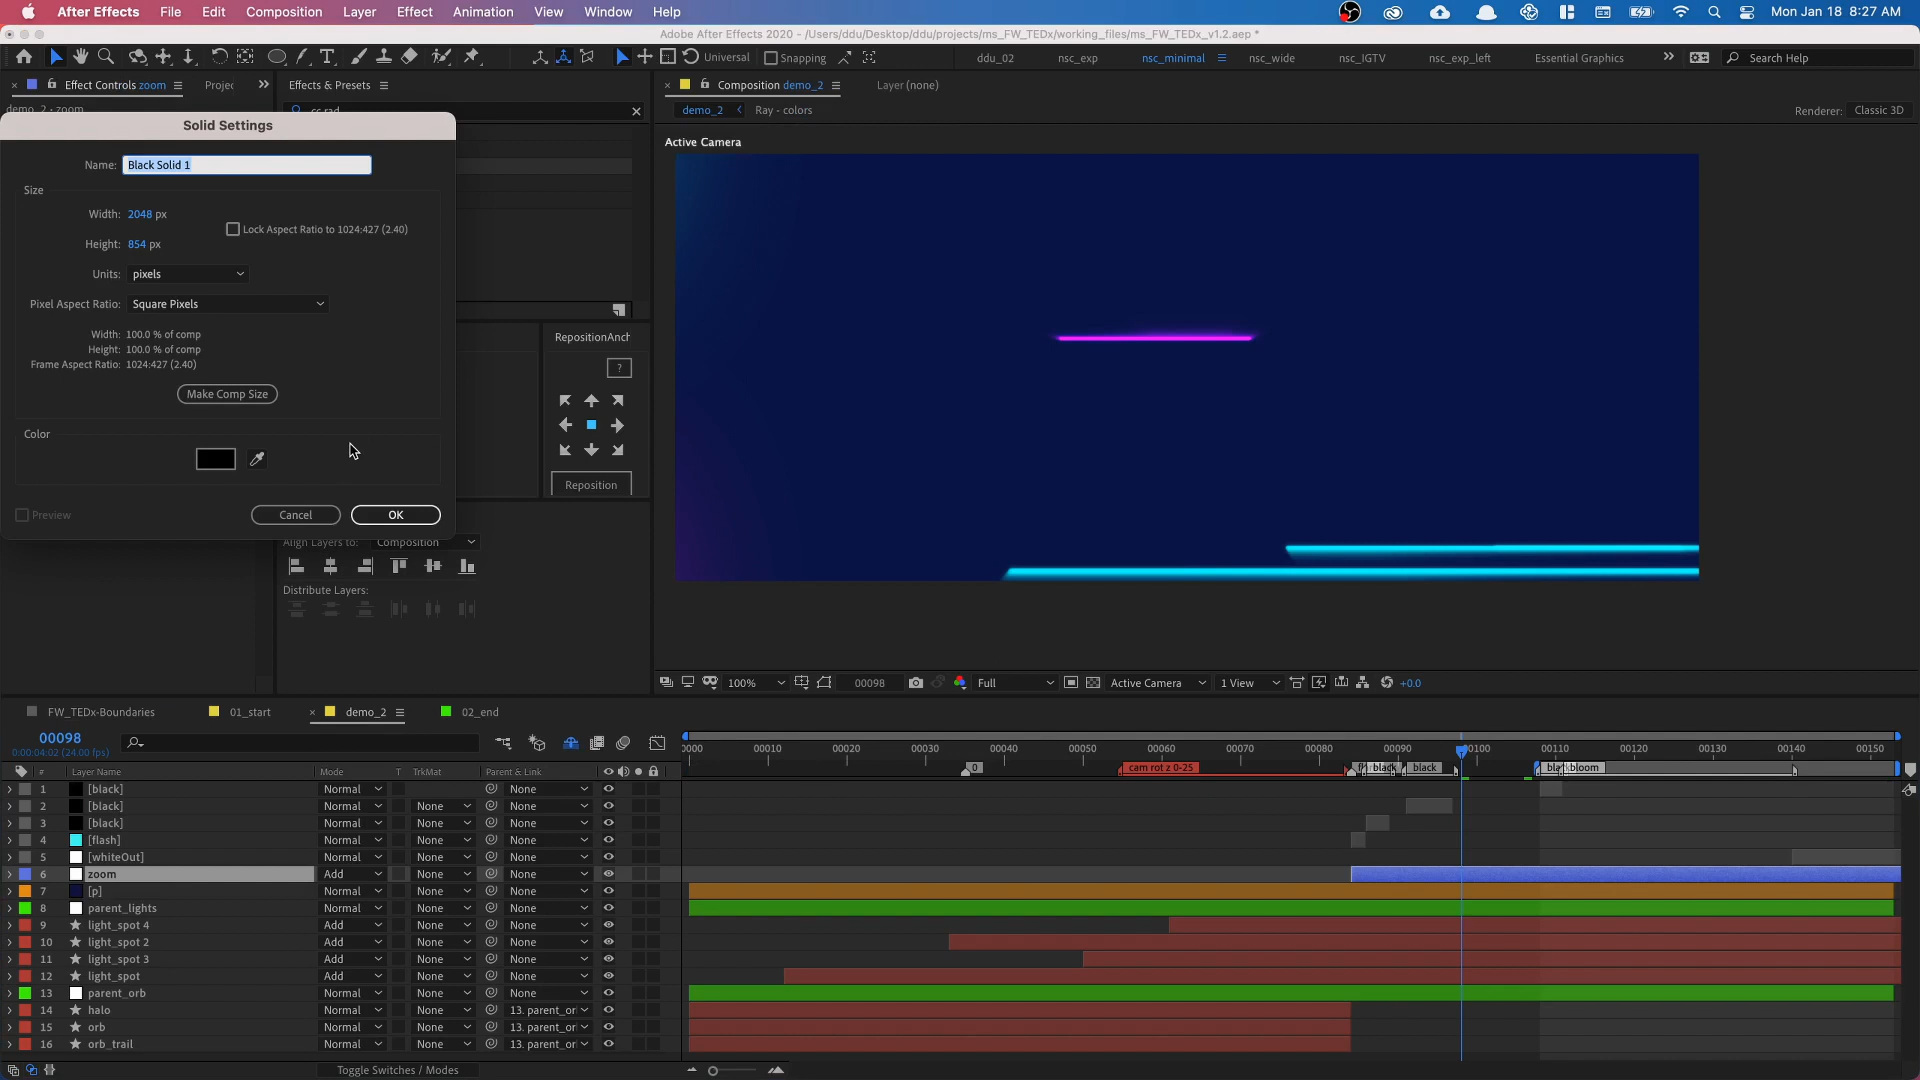 After Effects File Edit Composition Layer Effect Animation View Window Help Mon Jan 18 8:27 AM
Adobe After Effects 2020 - /Users/ddu/Desktop/ddu/projects/ms_FW_TEDx/working_files/ms_FW_TEDx_v1.2.aep *
Universal Snapping ddu_02 nsc_exp nsc_minimal nsc_wide nsc_IGTV nsc_exp_left Essential Graphics Search Help
Effect Controls zoom Projec Effects & Presets Composition demo_2 Layer (none)
demo_2 • zoom cc rad demo_2 Ray - colors Renderer: Classic 3D
Solid Settings
Active Camera
Name: Black Solid 1
Size
Width: 2048 px
Lock Aspect Ratio to 1024:427 (2.40)
Height: 854 px
Units: pixels
Pixel Aspect Ratio: Square Pixels
Width: 100.0 % of comp
Height: 100.0 % of comp
Frame Aspect Ratio: 1024:427 (2.40)
Make Comp Size
Color
Preview Cancel OK
RepositionAnch
?
Reposition
Align Layers to: Composition
Distribute Layers:
100% 00098 Full Active Camera 1 View +0.0
FW_TEDx-Boundaries 01_start demo_2 02_end
00098
0:00:04:02 (24.00 fps)
0000 00010 00020 00030 00040 00050 00060 00070 00080 00090 00100 00110 00120 00130 00140 00150
# Layer Name Mode T TrkMat Parent & Link
0 cam rot z 0-25 black black bloom
1 [black] Normal None
2 [black] Normal None None
3 [black] Normal None None
4 [flash] Normal None None
5 [whiteOut] Normal None None
6 zoom Add None None
7 [p] Normal None None
8 parent_lights Normal None None
9 light_spot 4 Add None None
10 light_spot 2 Add None None
11 light_spot 3 Add None None
12 light_spot Add None None
13 parent_orb Normal None None
14 halo Normal None 13. parent_or
15 orb Normal None 13. parent_or
16 orb_trail Normal None 13. parent_or
Toggle Switches / Modes